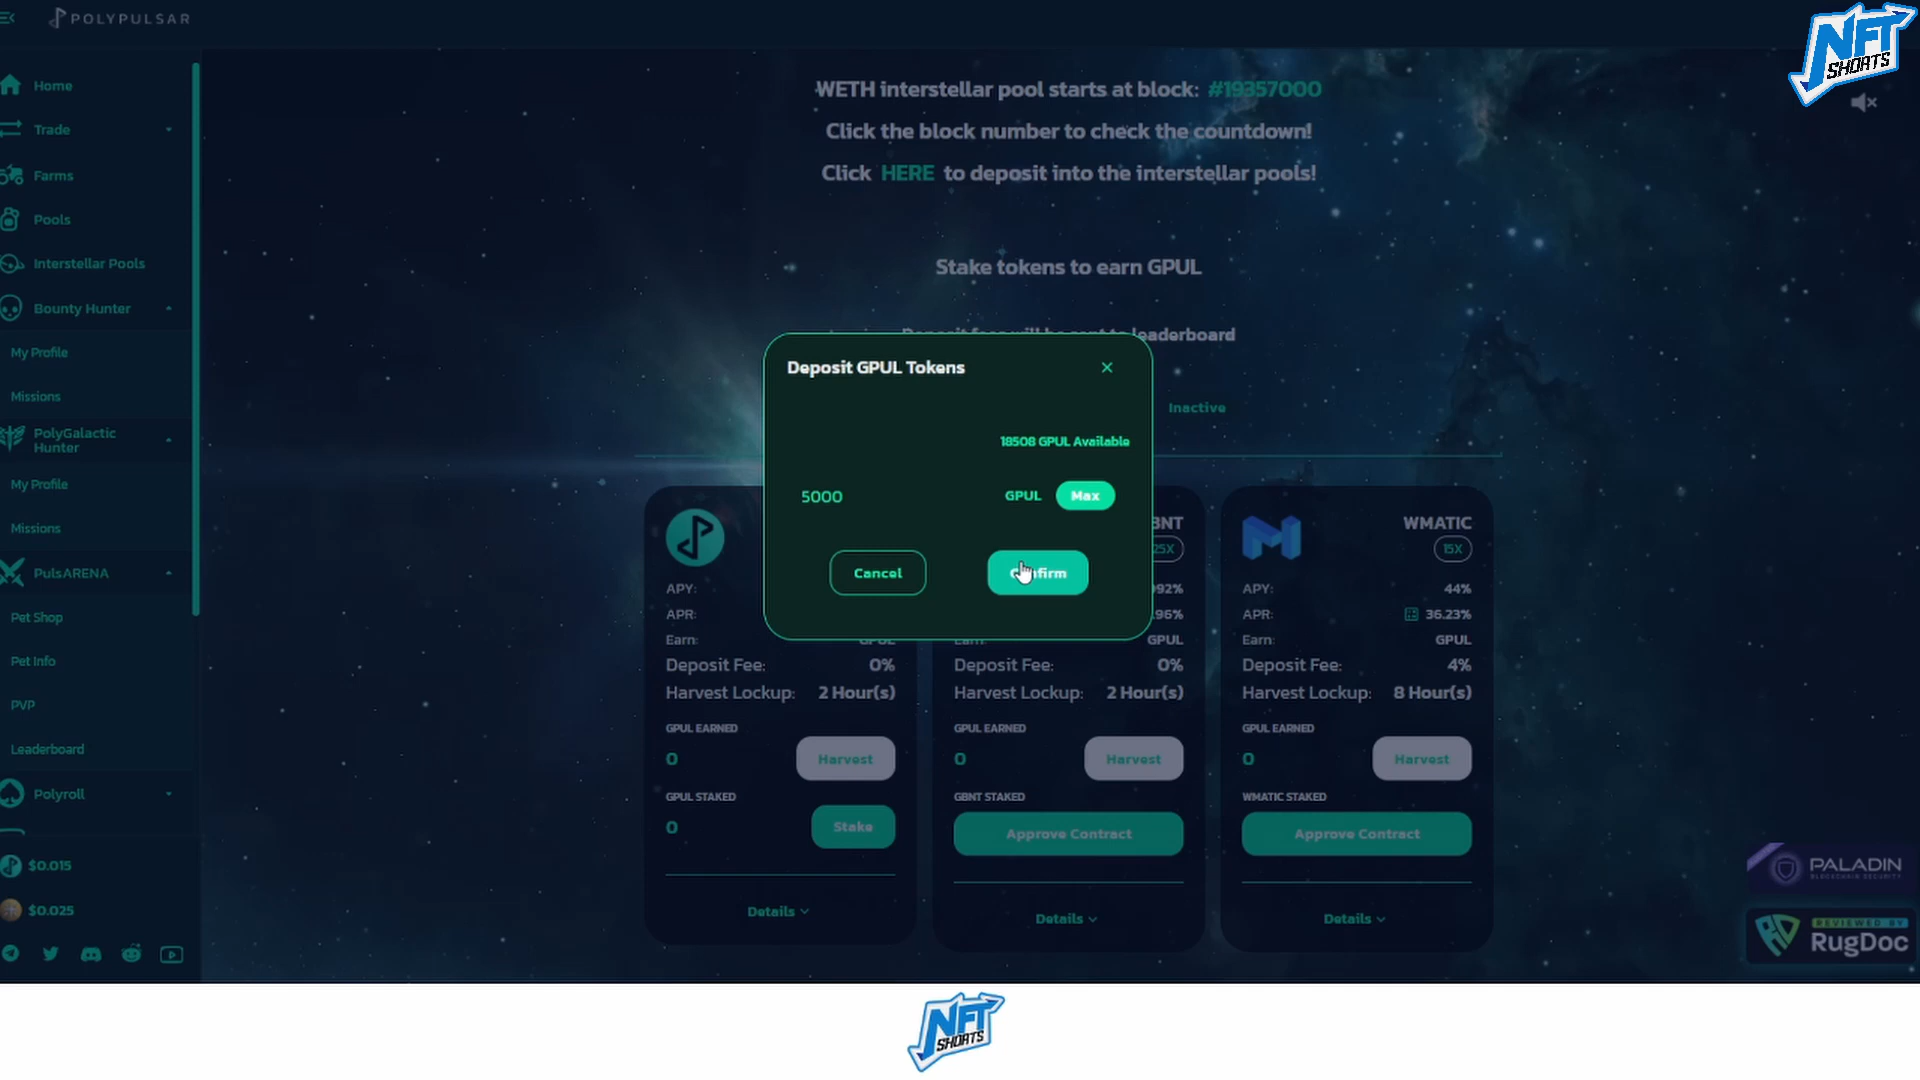 POLYPULSAR
NFT
SHORTS
Home
Trade
Farms
Pools
Interstellar Pools
Bounty Hunter
My Profile
Missions
PolyGalactic
Hunter
My Profile
Missions
PulsARENA
Pet Shop
Pet Info
PVP
Leaderboard
Polyroll
$0.015
$0.025
WETH interstellar pool starts at block: #19357000
Click the block number to check the countdown!
Click HERE to deposit into the interstellar pools!
Stake tokens to earn GPUL
leaderboard
Inactive
Deposit GPUL Tokens
18508 GPUL Available
5000 GPUL Max
Cancel
APY:
APR:
Earn: GPUL
Deposit Fee: 0%
Harvest Lockup: 2 Hour(s)
GPUL EARNED
0 Harvest
GPUL STAKED
0 Stake
Details
BNT
25X
92%
.96%
Earn: GPUL
Deposit Fee: 0%
Harvest Lockup: 2 Hour(s)
GPUL EARNED
0 Harvest
GBNT STAKED
Approve Contract
Details
WMATIC
15X
APY: 44%
APR: 36.23%
Earn: GPUL
Deposit Fee: 4%
Harvest Lockup: 8 Hour(s)
GPUL EARNED
0 Harvest
WMATIC STAKED
Approve Contract
Details
PALADIN
BLOCKCHAIN SECURITY
REVIEWED BY
RugDoc
NFT
SHORTS